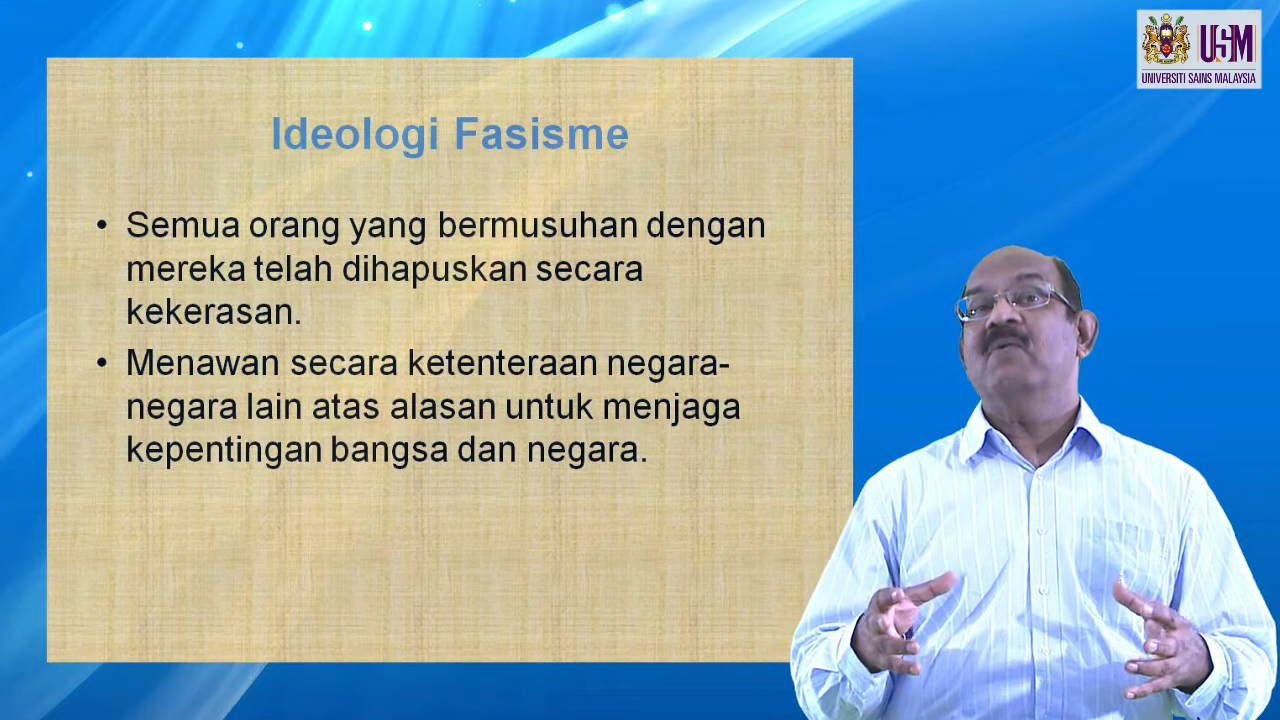 USM
UNIVERSITI SAINS MALAYSIA
Ideologi Fasisme
• Semua orang yang bermusuhan dengan
mereka telah dihapuskan secara
kekerasan.
• Menawan secara ketenteraan negara-
negara lain atas alasan untuk menjaga
kepentingan bangsa dan negara.